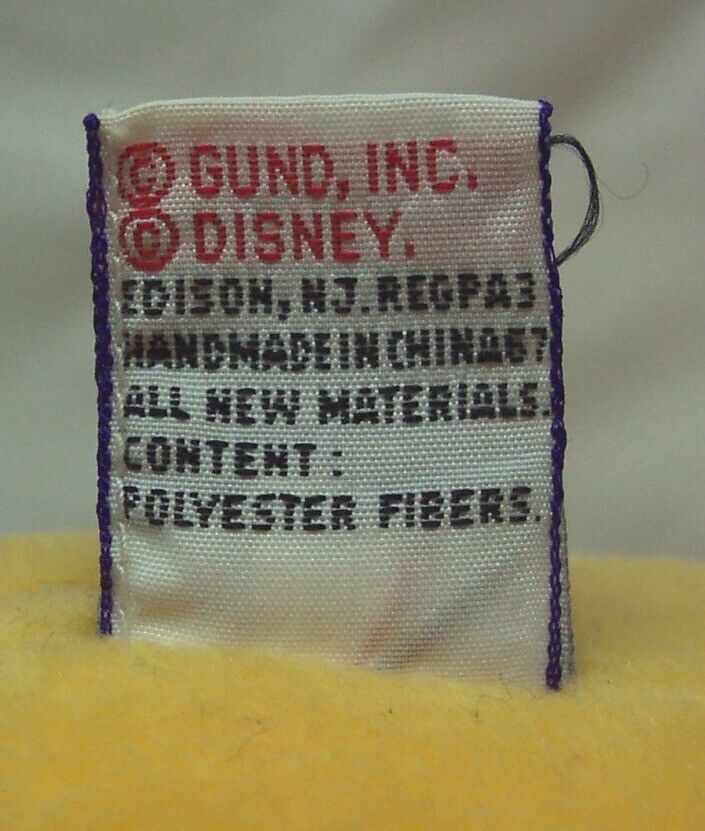 © GUND, INC.
© DISNEY.
EDISON, NJ. REGPA3
HANDMADE IN CHINA67
ALL NEW MATERIALS.
CONTENT :
POLYESTER FIBERS.